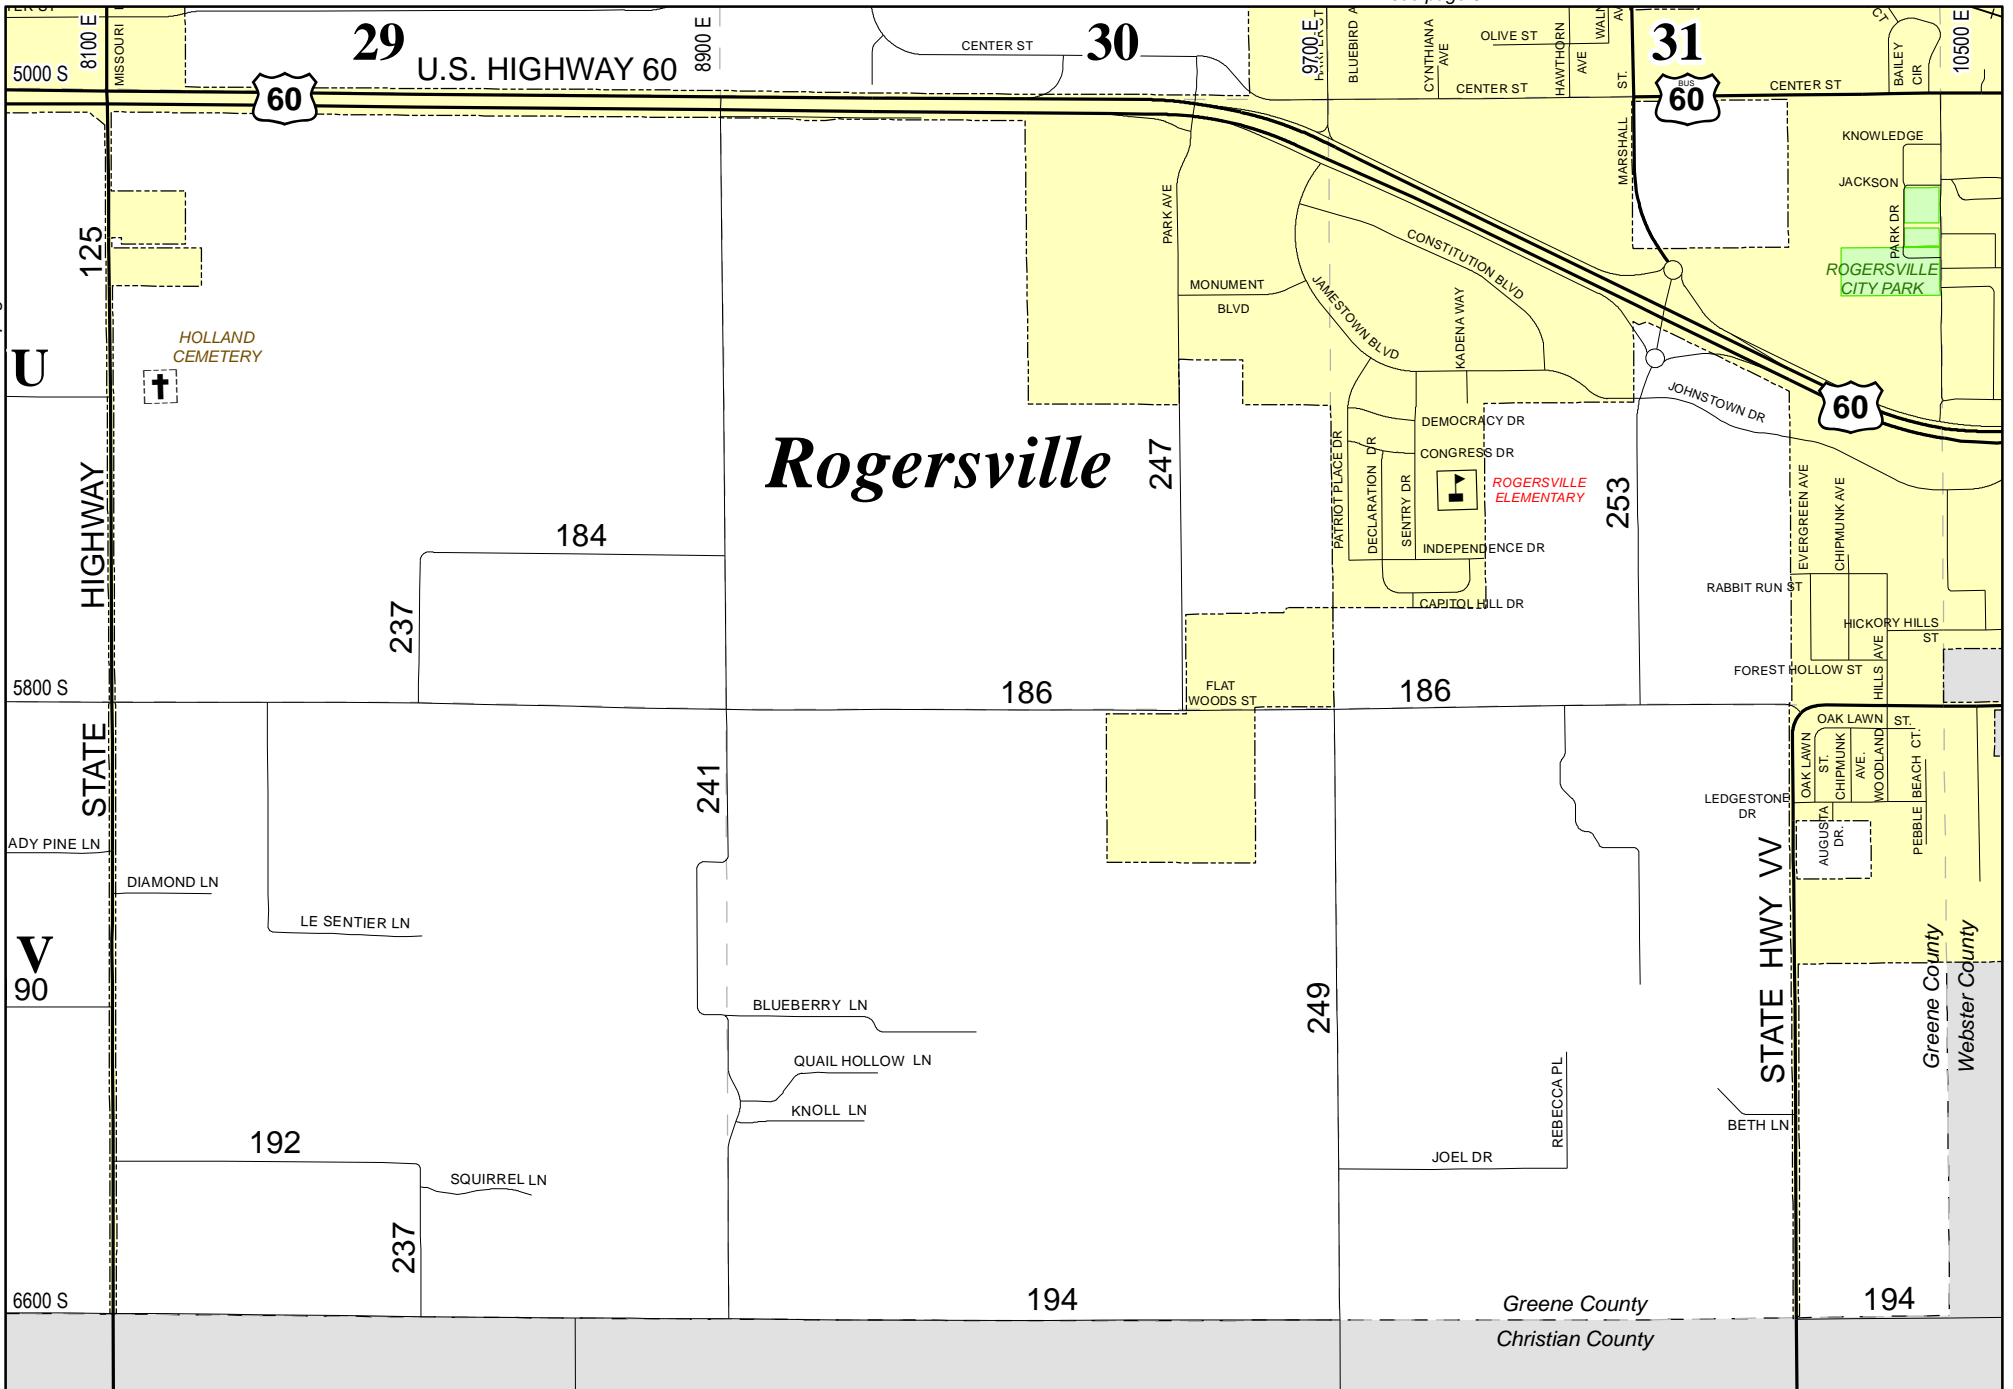 8100 E
MISSOURI
29
8900 E
CENTER ST
30
9700 E
BLUEBIRD A
CYNTHIANA
AVE
OLIVE ST
HAWTHORN
AVE
WALN
AV
31
CT
BAILEY
CIR
10500 E
5000 S
U.S. HIGHWAY 60
60
CENTER ST
ST.
BUS
60
CENTER ST
MARSHALL
KNOWLEDGE
JACKSON
PARK DR
ROGERSVILLE
CITY PARK
125
PARK AVE
CONSTITUTION BLVD
MONUMENT
BLVD
JAMESTOWN BLVD
KADENA WAY
HOLLAND
CEMETERY
U
JOHNSTOWN DR
60
Rogersville
247
DEMOCRACY DR
CONGRESS DR
PATRIOT PLACE DR
DECLARATION DR
SENTRY DR
ROGERSVILLE
ELEMENTARY
253
EVERGREEN AVE
CHIPMUNK AVE
HIGHWAY
184
INDEPENDENCE DR
237
RABBIT RUN ST
CAPITOL HILL DR
HICKORY HILLS
ST
FOREST HOLLOW ST
HILLS AVE
5800 S
186
FLAT
WOODS ST
186
STATE
241
OAK LAWN ST.
OAK LAWN
ST.
CHIPMUNK
AVE.
WOODLAND
PEBBLE BEACH CT.
LEDGESTONE
DR
AUGUSTA
DR.
ADY PINE LN
DIAMOND LN
LE SENTIER LN
STATE HWY VV
V
90
Greene County
Webster County
BLUEBERRY LN
249
QUAIL HOLLOW LN
KNOLL LN
REBECCA PL
BETH LN
192
JOEL DR
SQUIRREL LN
237
6600 S
194
Greene County
194
Christian County